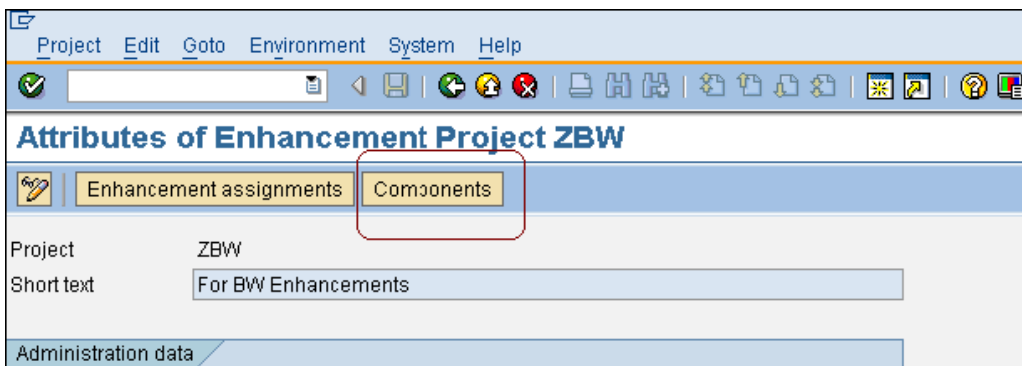 Project Edit Goto Environment System Help
Attributes of Enhancement Project ZBW
Enhancement assignments Components
Project ZBW
Short text For BW Enhancements
Administration data